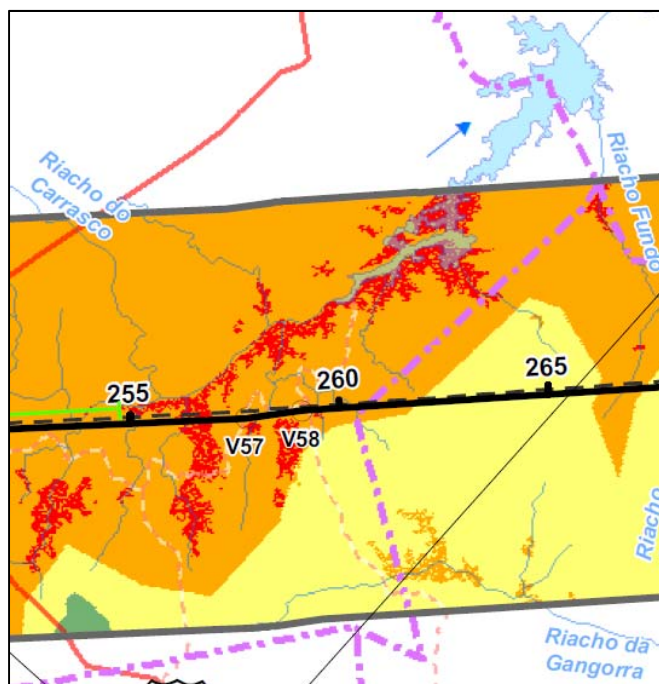 Riacho do
Carrasco
Riacho Fundo
255
260
265
V57
V58
Riacho
Riacho da
Gangorra